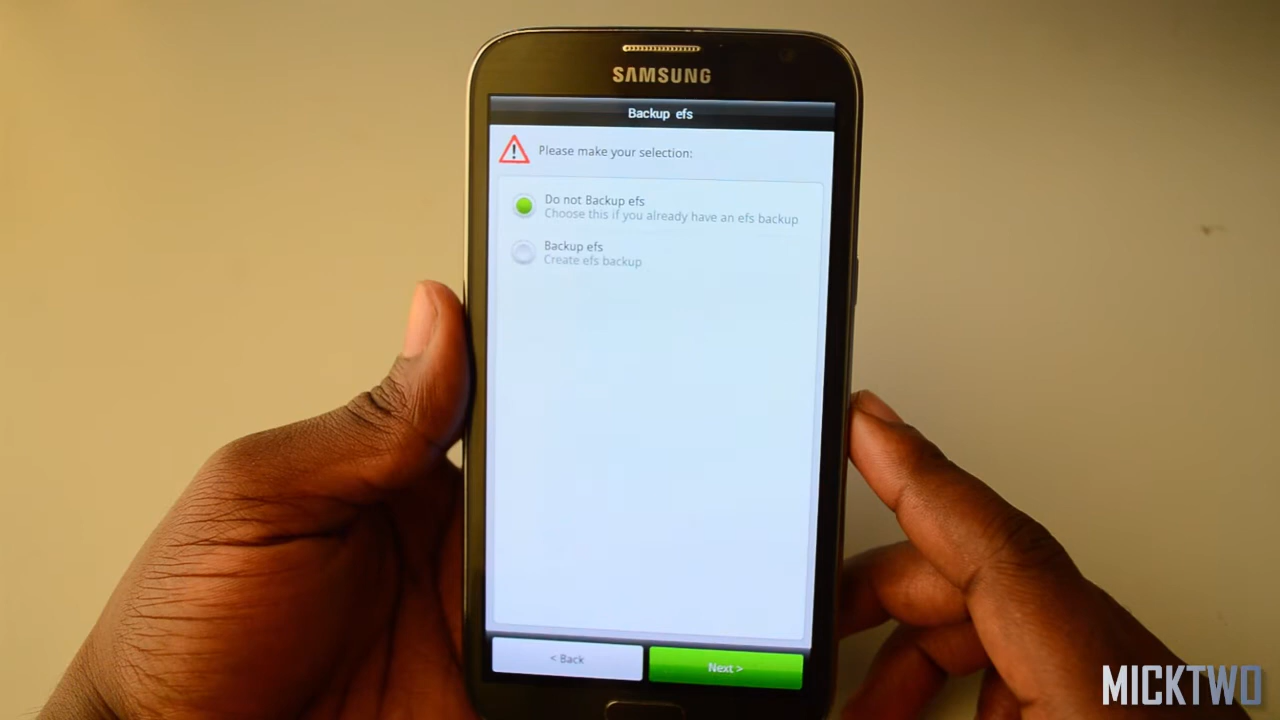 SAMSUNG
Backup efs
Please make your selection:
Do not Backup efs
Choose this if you already have an efs backup
Backup efs
Create efs backup
< Back
Next >
MICKTWO